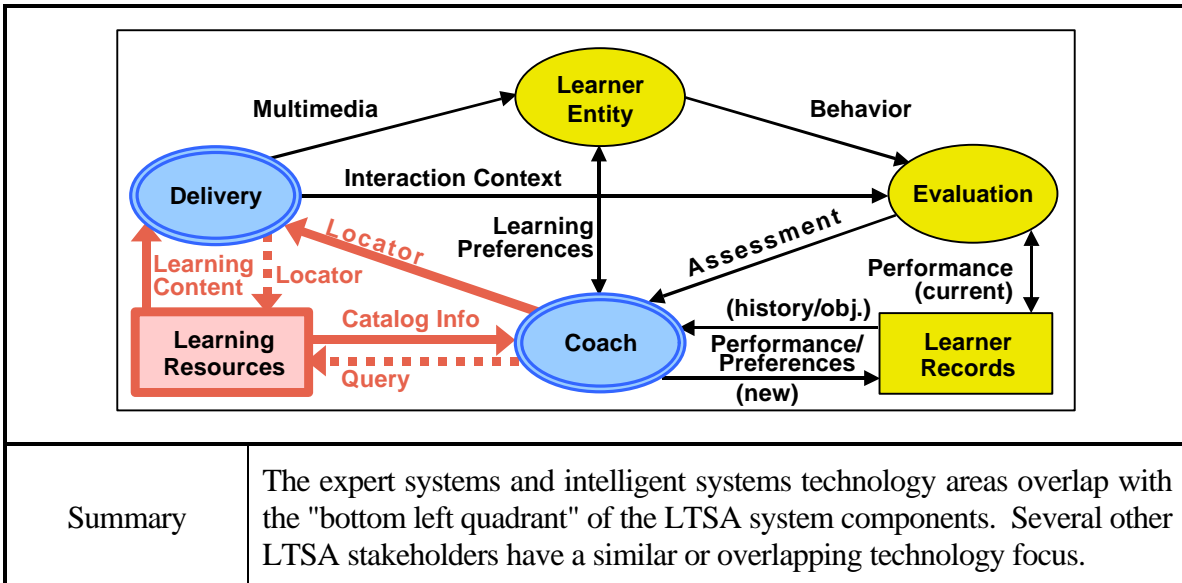 Learner
Entity
Multimedia
Behavior
Delivery
Interaction Context
Evaluation
Learning
Preferences
Locator
Assessment
Learning
Content
Locator
Performance
(current)
Learning
Resources
Catalog Info
Query
Coach
(history/obj.)
Performance/
Preferences
(new)
Learner
Records
Summary
The expert systems and intelligent systems technology areas overlap with
the "bottom left quadrant" of the LTSA system components. Several other
LTSA stakeholders have a similar or overlapping technology focus.